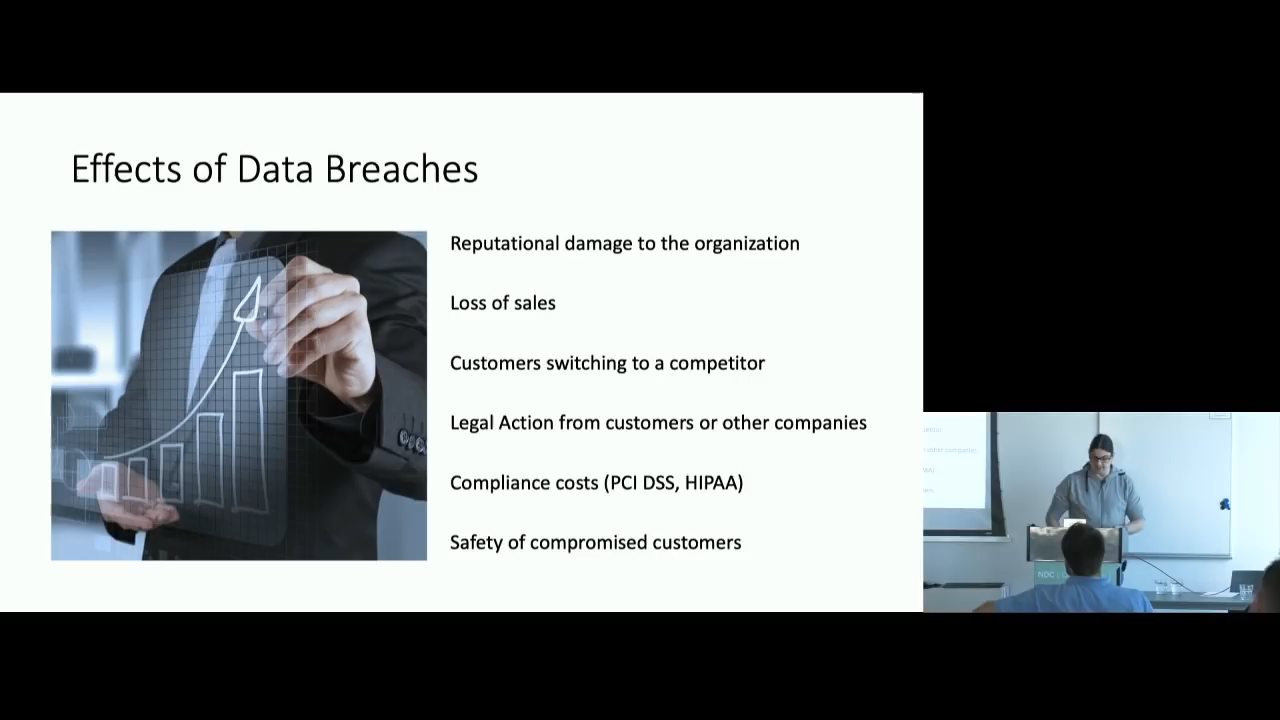 Effects of Data Breaches
Reputational damage to the organization
Loss of sales
Customers switching to a competitor
Legal Action from customers or other companies
Compliance costs (PCI DSS, HIPAA)
Safety of compromised customers
NDC